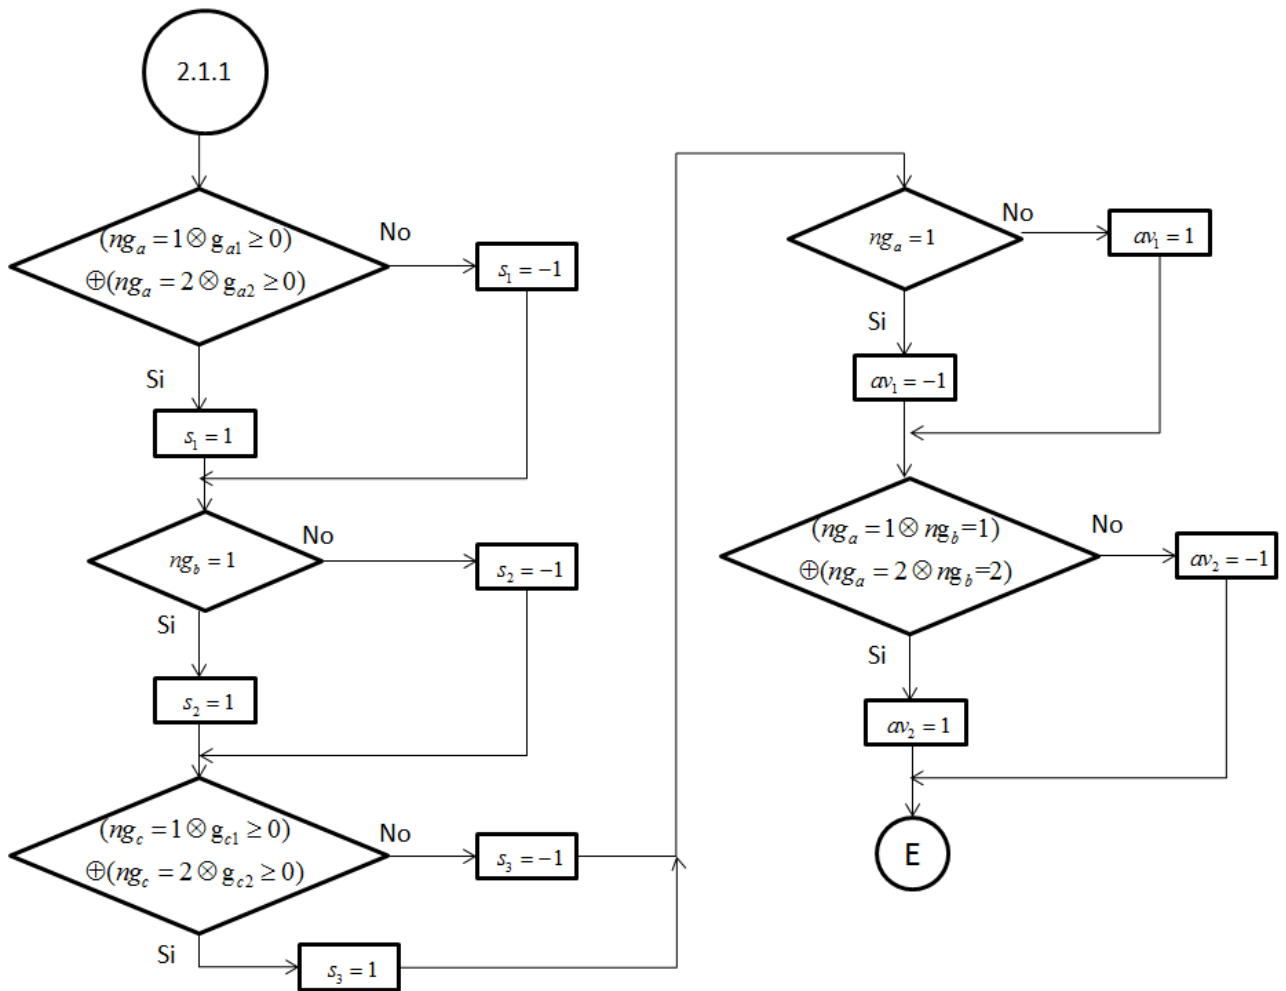 2.1.1
(ng_a = 1 ⊗ g_a1 ≥ 0)
⊕(ng_a = 2 ⊗ g_a2 ≥ 0)
No
s_1 = −1
Si
s_1 = 1
ng_b = 1
No
s_2 = −1
Si
s_2 = 1
(ng_c = 1 ⊗ g_c1 ≥ 0)
⊕(ng_c = 2 ⊗ g_c2 ≥ 0)
No
s_3 = −1
Si
s_3 = 1
ng_a = 1
No
av_1 = 1
Si
av_1 = −1
(ng_a = 1 ⊗ ng_b=1)
⊕(ng_a = 2 ⊗ ng_b=2)
No
av_2 = −1
Si
av_2 = 1
E